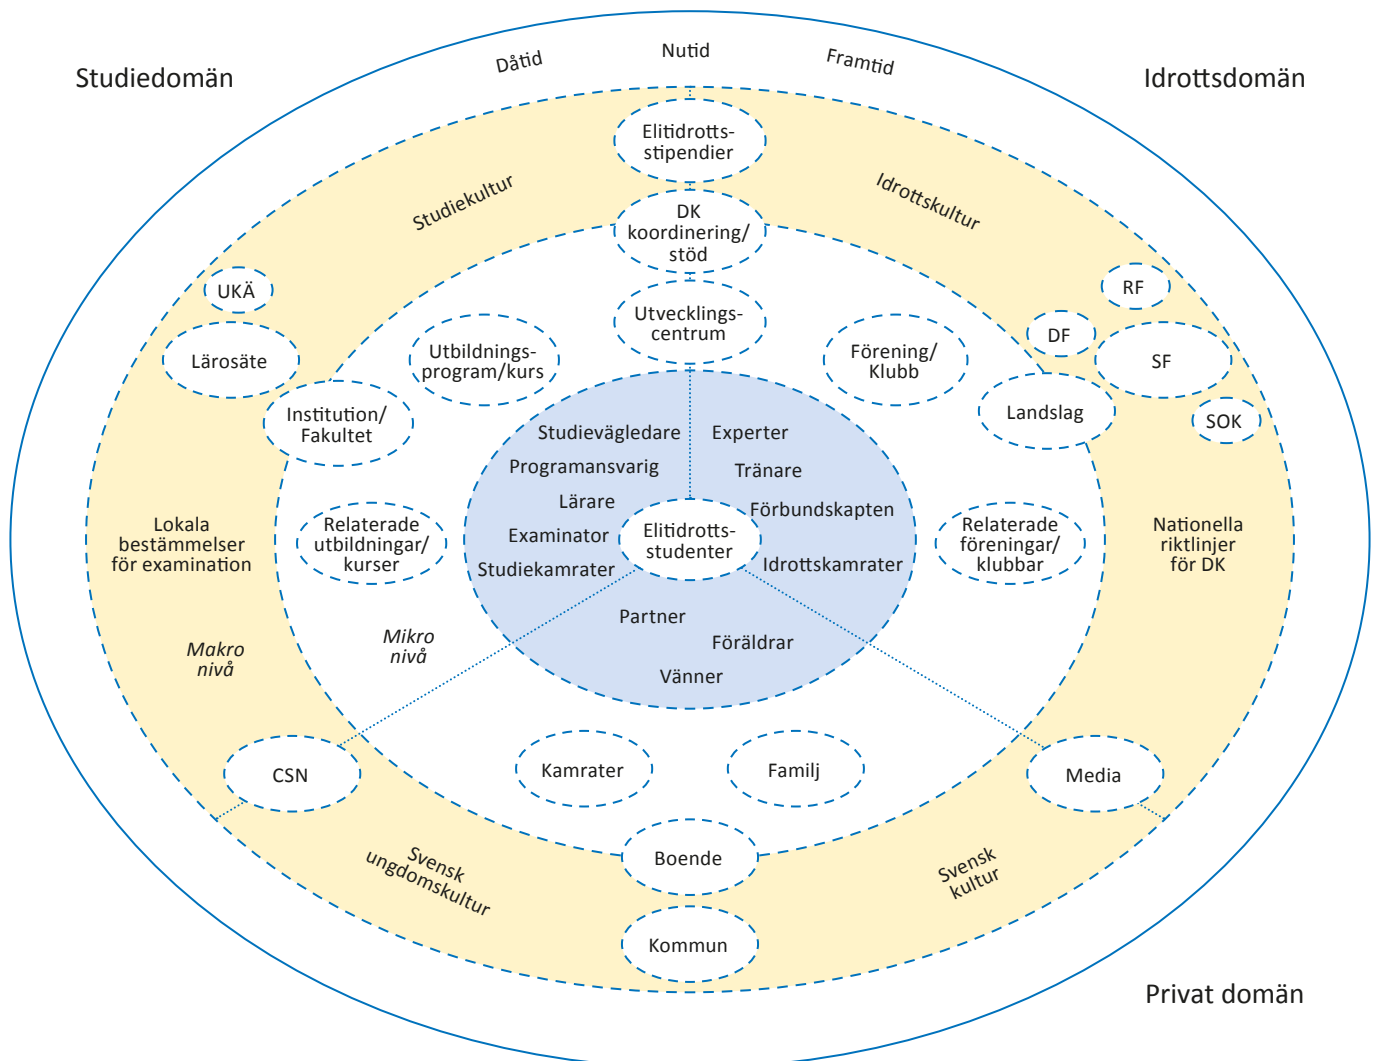 Dåtid
Nutid
Framtid
Studiedomän
Idrottsdomän
Elitidrotts-
stipendier
Studiekultur
Idrottskultur
DK
koordinering/
stöd
UKÄ
RF
Utvecklings-
centrum
DF
Lärosäte
Utbildnings-
program/kurs
Förening/
Klubb
SF
Institution/
Fakultet
Landslag
SOK
Studievägledare
Experter
Programansvarig
Tränare
Lärare
Förbundskapten
Examinator
Elitidrotts-
studenter
Studiekamrater
Idrottskamrater
Lokala
bestämmelser
för examination
Relaterade
utbildningar/
kurser
Relaterade
föreningar/
klubbar
Nationella
riktlinjer
för DK
Partner
Föräldrar
Vänner
Makro
nivå
Mikro
nivå
CSN
Kamrater
Familj
Media
Boende
Svensk
ungdomskultur
Svensk
kultur
Kommun
Privat domän